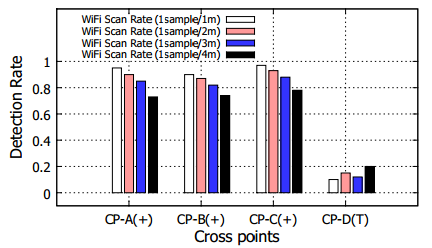 WiFi Scan Rate (1sample/1m)
WiFi Scan Rate (1sample/2m)
WiFi Scan Rate (1sample/3m)
WiFi Scan Rate (1sample/4m)
Detection Rate
1
0.8
0.6
0.4
0.2
0
CP-A(+) CP-B(+) CP-C(+) CP-D(T)
Cross points